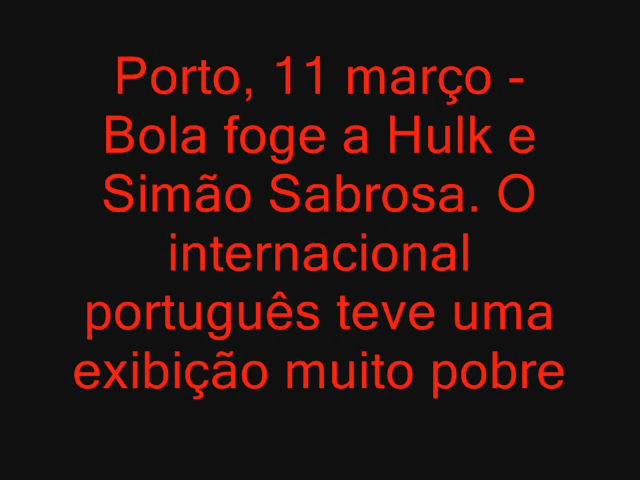 Porto, 11 março -
Bola foge a Hulk e
Simão Sabrosa. O
internacional
português teve uma
exibição muito pobre